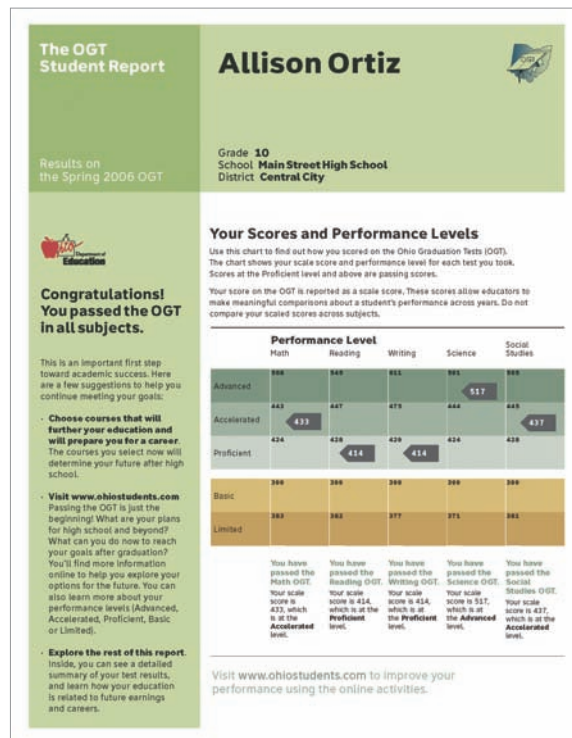 The OGT
Student Report
Results on
the Spring 2006 OGT
Allison Ortiz
OGT
Grade 10
School Main Street High School
District Central City
Ohio
Department of
Education
Congratulations!
You passed the OGT
in all subjects.
This is an important first step
toward academic success. Here
are a few suggestions to help you
continue meeting your goals:
· Choose courses that will
further your education and
will prepare you for a career.
The courses you select now will
determine your future after high
school.
· Visit www.ohiostudents.com
Passing the OGT is just the
beginning! What are your plans
for high school and beyond?
What can you do now to reach
your goals after graduation?
You'll find more information
online to help you explore your
options for the future. You can
also learn more about your
performance levels (Advanced,
Accelerated, Proficient, Basic
or Limited).
· Explore the rest of this report.
Inside, you can see a detailed
summary of your test results,
and learn how your education
is related to future earnings
and careers.
Your Scores and Performance Levels
Use this chart to find out how you scored on the Ohio Graduation Tests (OGT).
The chart shows your scale score and performance level for each test you took.
Scores at the Proficient level and above are passing scores.
Your score on the OGT is reported as a scale score. These scores allow educators to
make meaningful comparisons about a student's performance across years. Do not
compare your scaled scores across subjects.
Performance Level
Math Reading Writing Science Social Studies
Advanced
517
443 447 473 444 445
Accelerated
433 437
424 428 429 424 428
Proficient
414 414
Basic
383 382 377 371
Limited
You have
passed the
Math OGT.
Your scale
score is
433, which
is at the
Accelerated
level.
You have
passed the
Reading OGT.
Your scale
score is 414,
which is at the
Proficient
level.
You have
passed the
Writing OGT.
Your scale
score is 414,
which is at
the Proficient
level.
You have
passed the
Science OGT.
Your scale
score is 517,
which is at
the Advanced
level.
You have
passed the
Social
Studies OGT.
Your scale
score is 437,
which is at the
Accelerated
level.
Visit www.ohiostudents.com to improve your
performance using the online activities.